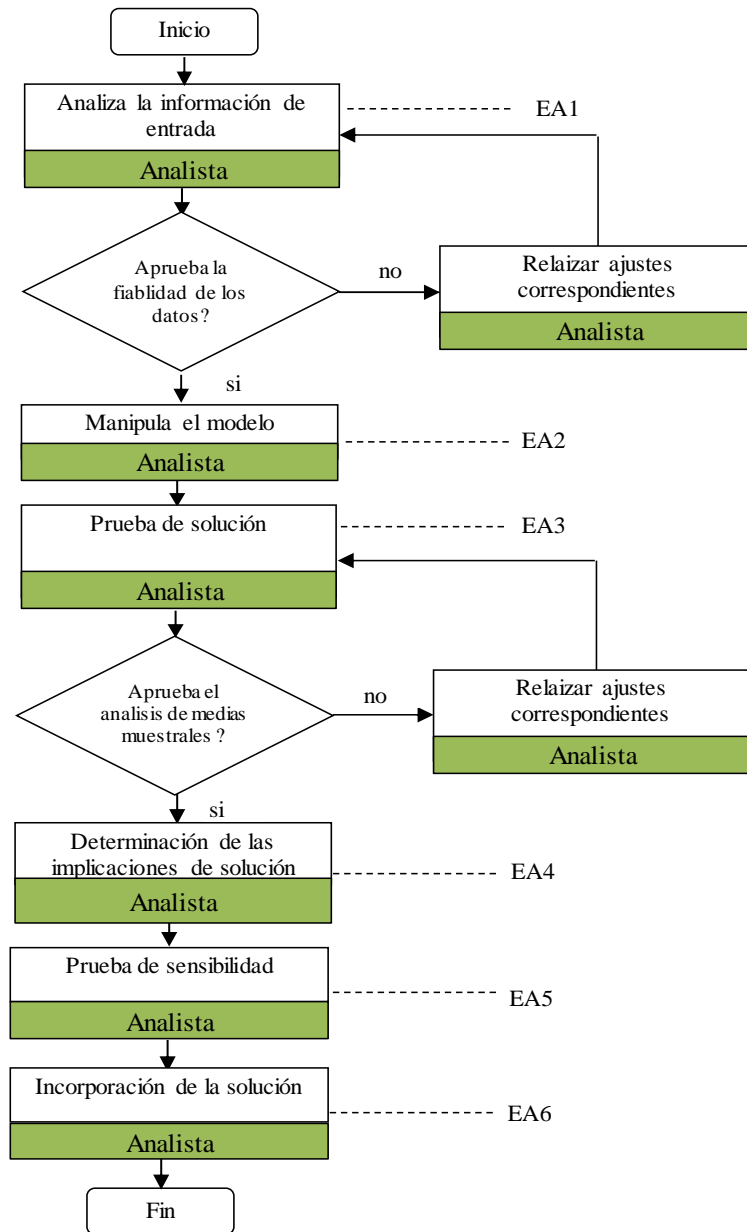 Inicio
Analiza la información de
entrada
EA1
Analista
Aprueba la
fiablidad de los
datos ?
no
Relaizar ajustes
correspondientes
Analista
si
Manipula el modelo
Analista
EA2
Prueba de solución
EA3
Analista
Aprueba el
analisis de medias
muestrales ?
no
Relaizar ajustes
correspondientes
Analista
si
Determinación de las
implicaciones de solución
EA4
Analista
Prueba de sensibilidad
EA5
Analista
Incorporación de la solución
EA6
Analista
Fin